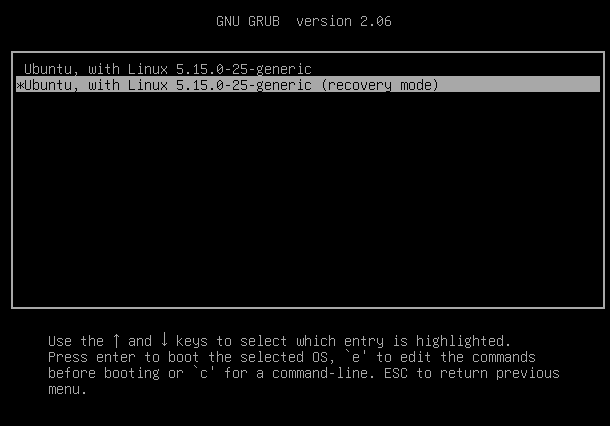 GNU GRUB  version 2.06
Ubuntu, with Linux 5.15.0-25-generic
*Ubuntu, with Linux 5.15.0-25-generic (recovery mode)
Use the ↑ and ↓ keys to select which entry is highlighted.
Press enter to boot the selected OS, `e' to edit the commands
before booting or `c' for a command-line. ESC to return previous
menu.